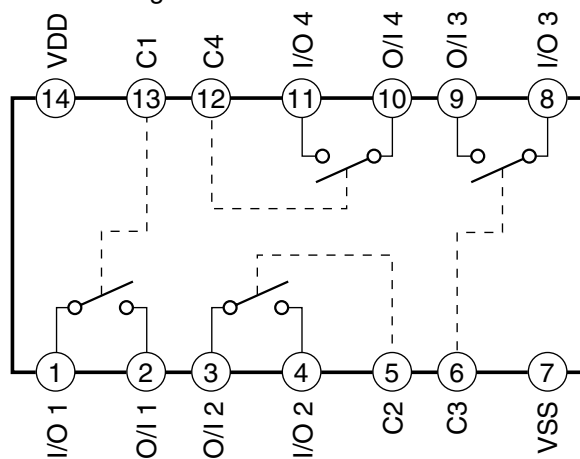 VDD C1 C4 I/O 4 O/I 4 O/I 3 I/O 3
14 13 12 11 10 9 8
1 2 3 4 5 6 7
I/O 1 O/I 1 O/I 2 I/O 2 C2 C3 VSS